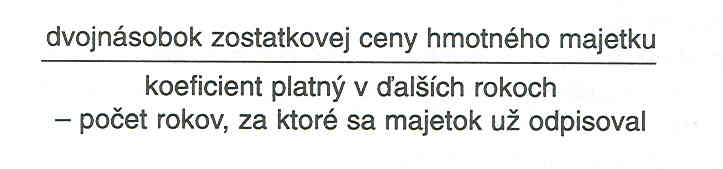 dvojnásobok zostatkovej ceny hmotného majetku
koeficient platný v ďalších rokoch
– počet rokov, za ktoré sa majetok už odpisoval